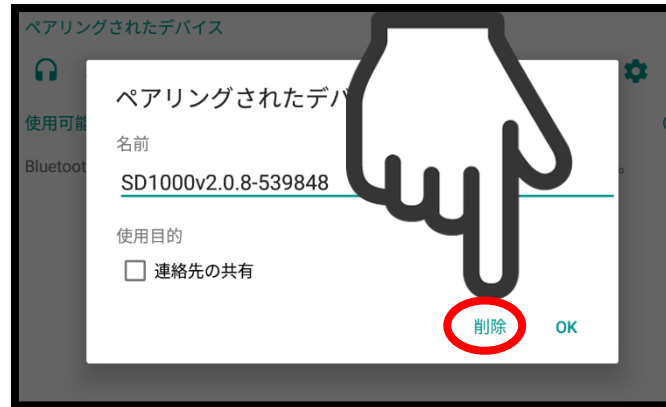 ペアリングされたデバイス
使用可能
Bluetoot
ペアリングされたデバ
名前
SD1000v2.0.8-539848
使用目的
連絡先の共有
削除 OK